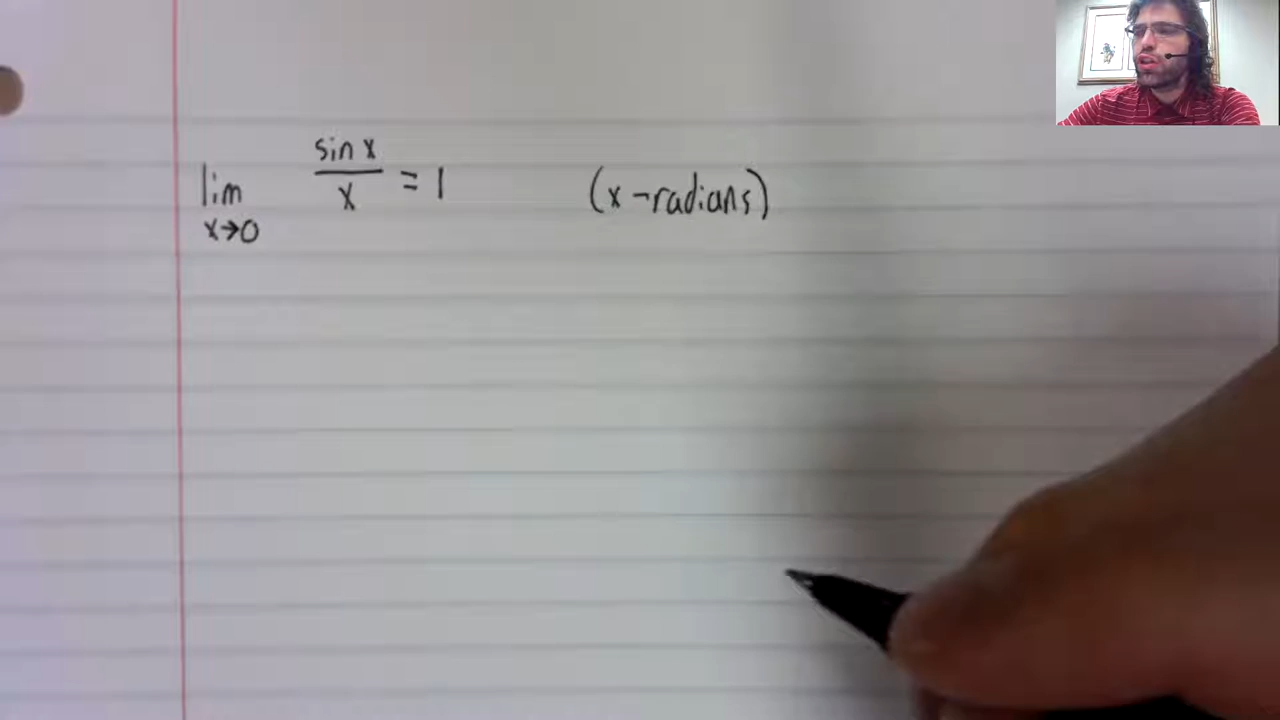 lim sin x / x = 1 (x - radians)
x→0